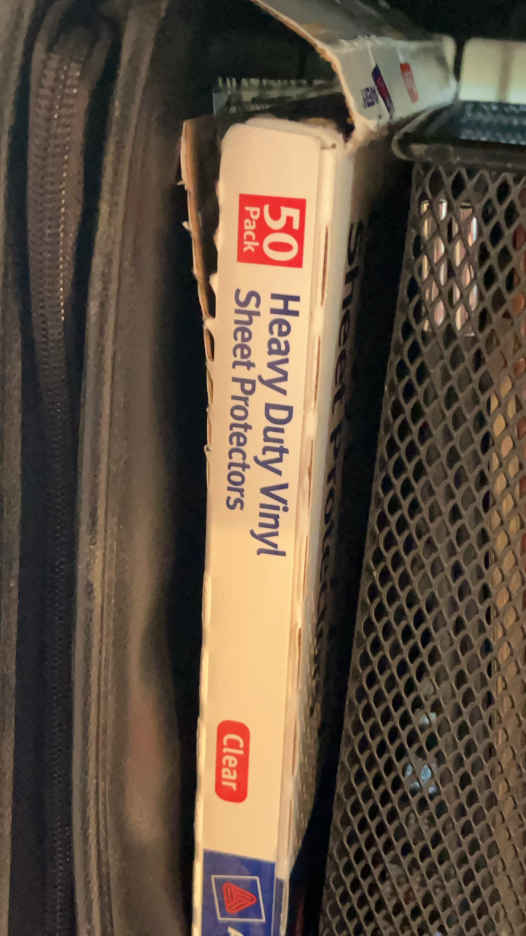 50
Pack
Heavy Duty Vinyl
Sheet Protectors
Clear
A